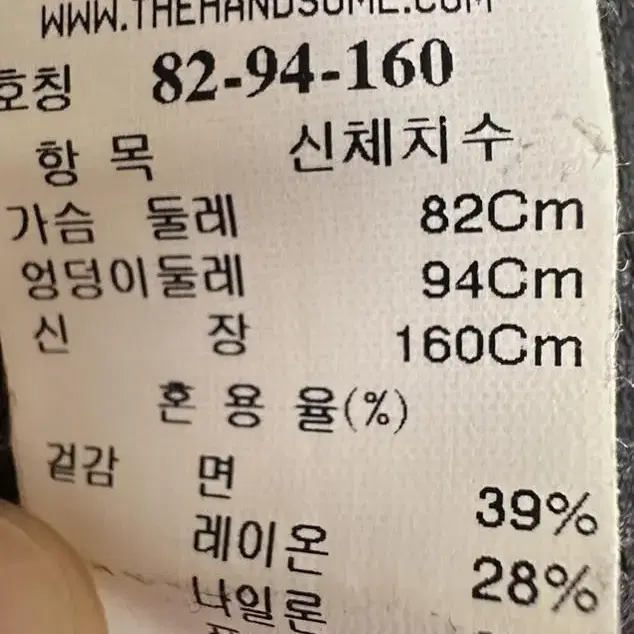 WWW.THEHANDSOME.COM
호칭 82-94-160
항 목 신체치수
가슴 둘레 82Cm
엉덩이둘레 94Cm
신 장 160Cm
혼 용 율(%)
겉감 면 39%
레이온 28%
나일론